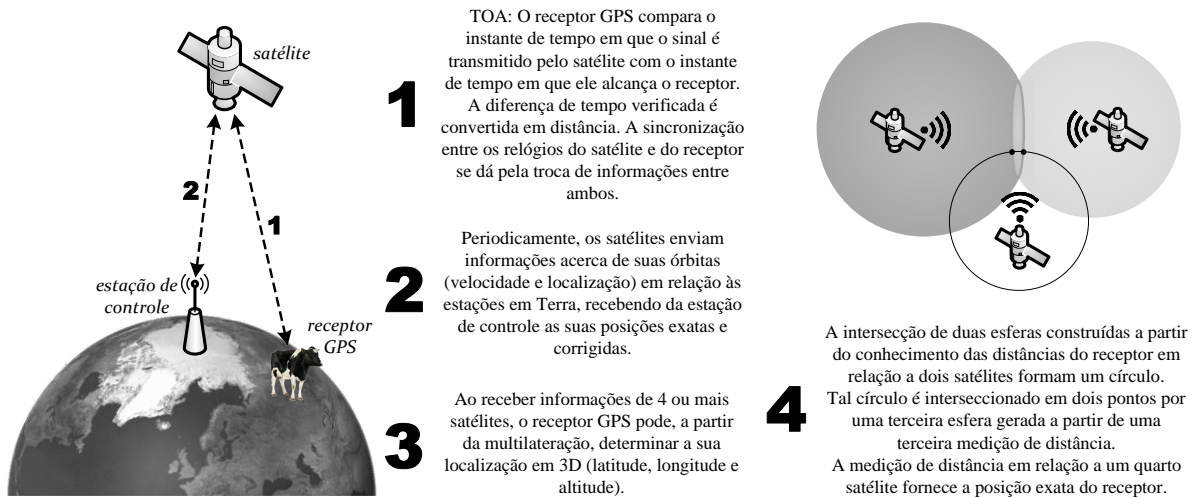 satélite
2
1
estação de
controle
receptor
GPS
1
TOA: O receptor GPS compara o
instante de tempo em que o sinal é
transmitido pelo satélite com o instante
de tempo em que ele alcança o receptor.
A diferença de tempo verificada é
convertida em distância. A sincronização
entre os relógios do satélite e do receptor
se dá pela troca de informações entre
ambos.
2
Periodicamente, os satélites enviam
informações acerca de suas órbitas
(velocidade e localização) em relação às
estações em Terra, recebendo da estação
de controle as suas posições exatas e
corrigidas.
3
Ao receber informações de 4 ou mais
satélites, o receptor GPS pode, a partir
da multilateração, determinar a sua
localização em 3D (latitude, longitude e
altitude).
4
A intersecção de duas esferas construídas a partir
do conhecimento das distâncias do receptor em
relação a dois satélites formam um círculo.
Tal círculo é interseccionado em dois pontos por
uma terceira esfera gerada a partir de uma
terceira medição de distância.
A medição de distância em relação a um quarto
satélite fornece a posição exata do receptor.